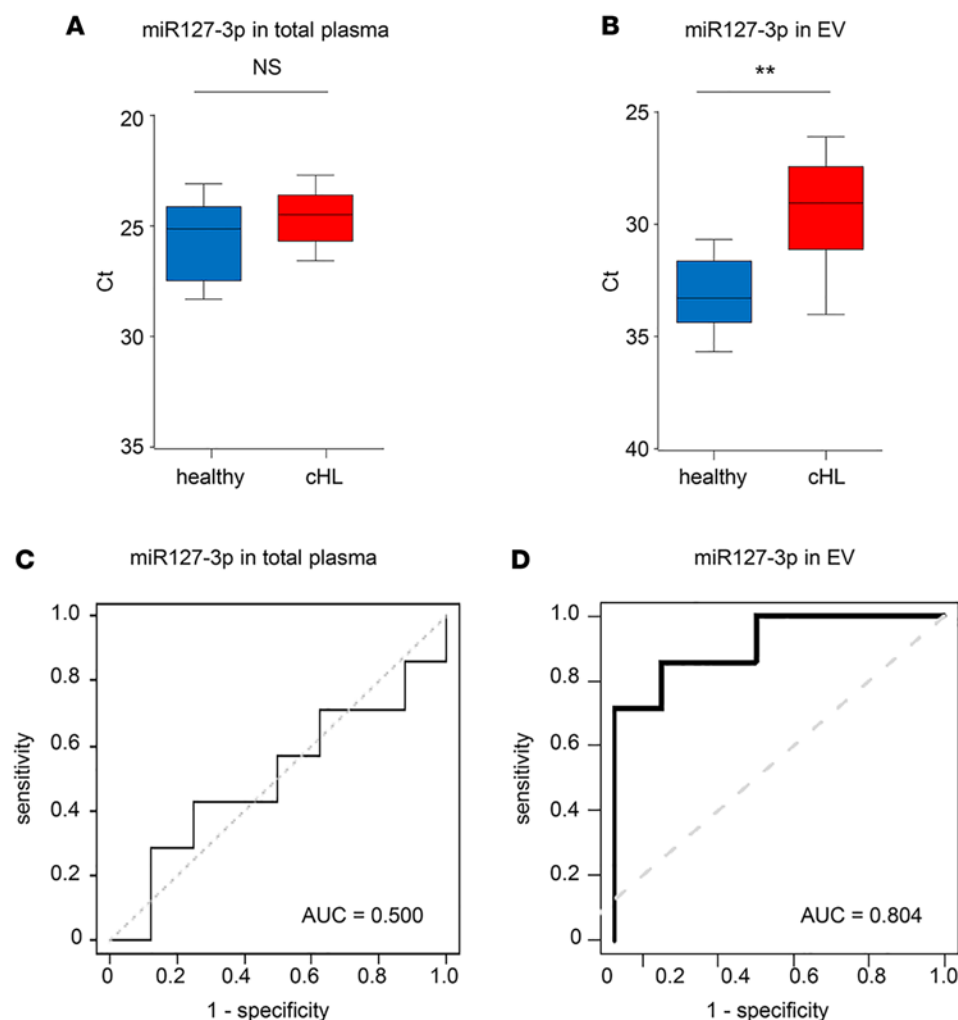 A
miR127-3p in total plasma
NS
20
25
30
35
Ct
healthy
cHL
B
miR127-3p in EV
**
25
30
35
40
Ct
healthy
cHL
C
miR127-3p in total plasma
1.0
0.8
0.6
0.4
0.2
0
sensitivity
AUC = 0.500
0 0.2 0.4 0.6 0.8 1.0
1 - specificity
D
miR127-3p in EV
1.0
0.8
0.6
0.4
0.2
0
sensitivity
AUC = 0.804
0 0.2 0.4 0.6 0.8 1.0
1 - specificity